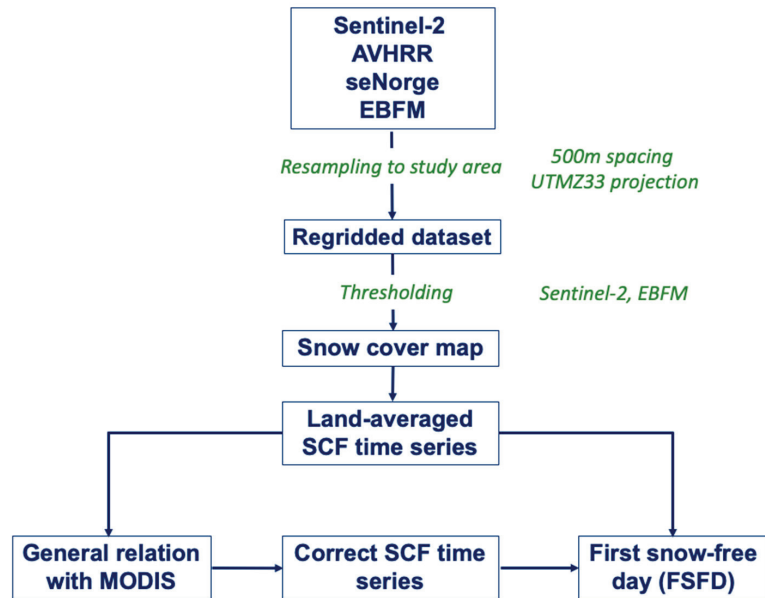 Sentinel-2
AVHRR
seNorge
EBFM
Resampling to study area
500m spacing
UTMZ33 projection
Regridded dataset
Thresholding
Sentinel-2, EBFM
Snow cover map
Land-averaged
SCF time series
General relation
with MODIS
Correct SCF time
series
First snow-free
day (FSFD)